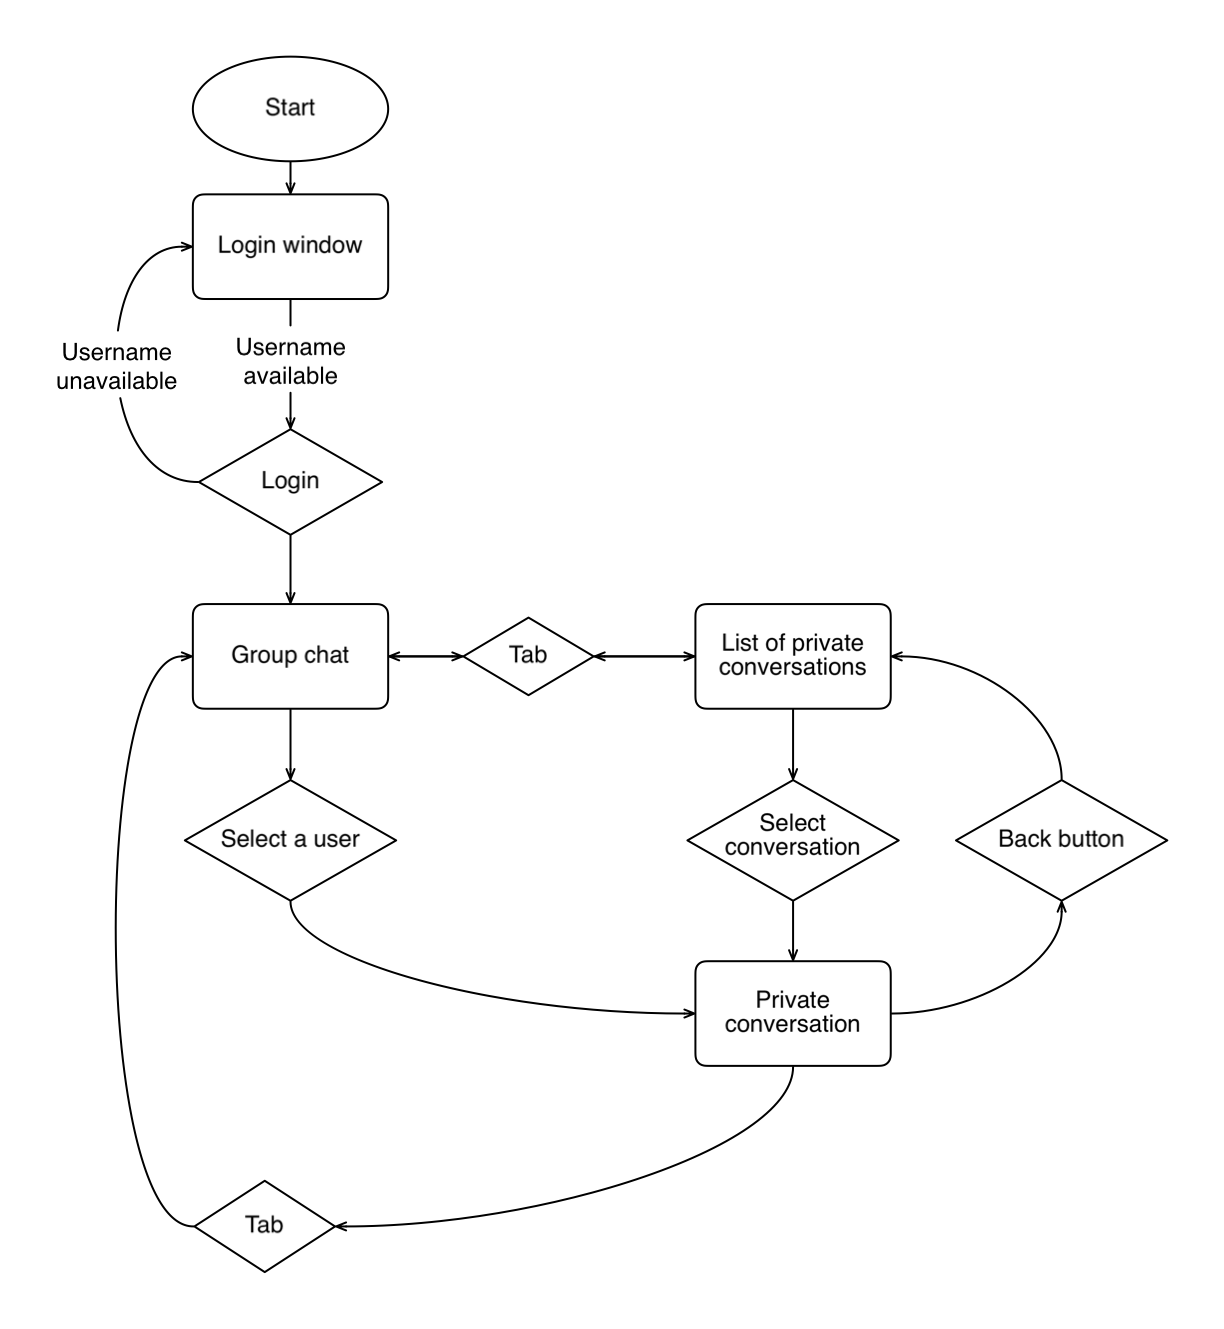 Start
Login window
Username
unavailable
Username
available
Login
Group chat
Tab
List of private
conversations
Select a user
Select
conversation
Back button
Private
conversation
Tab